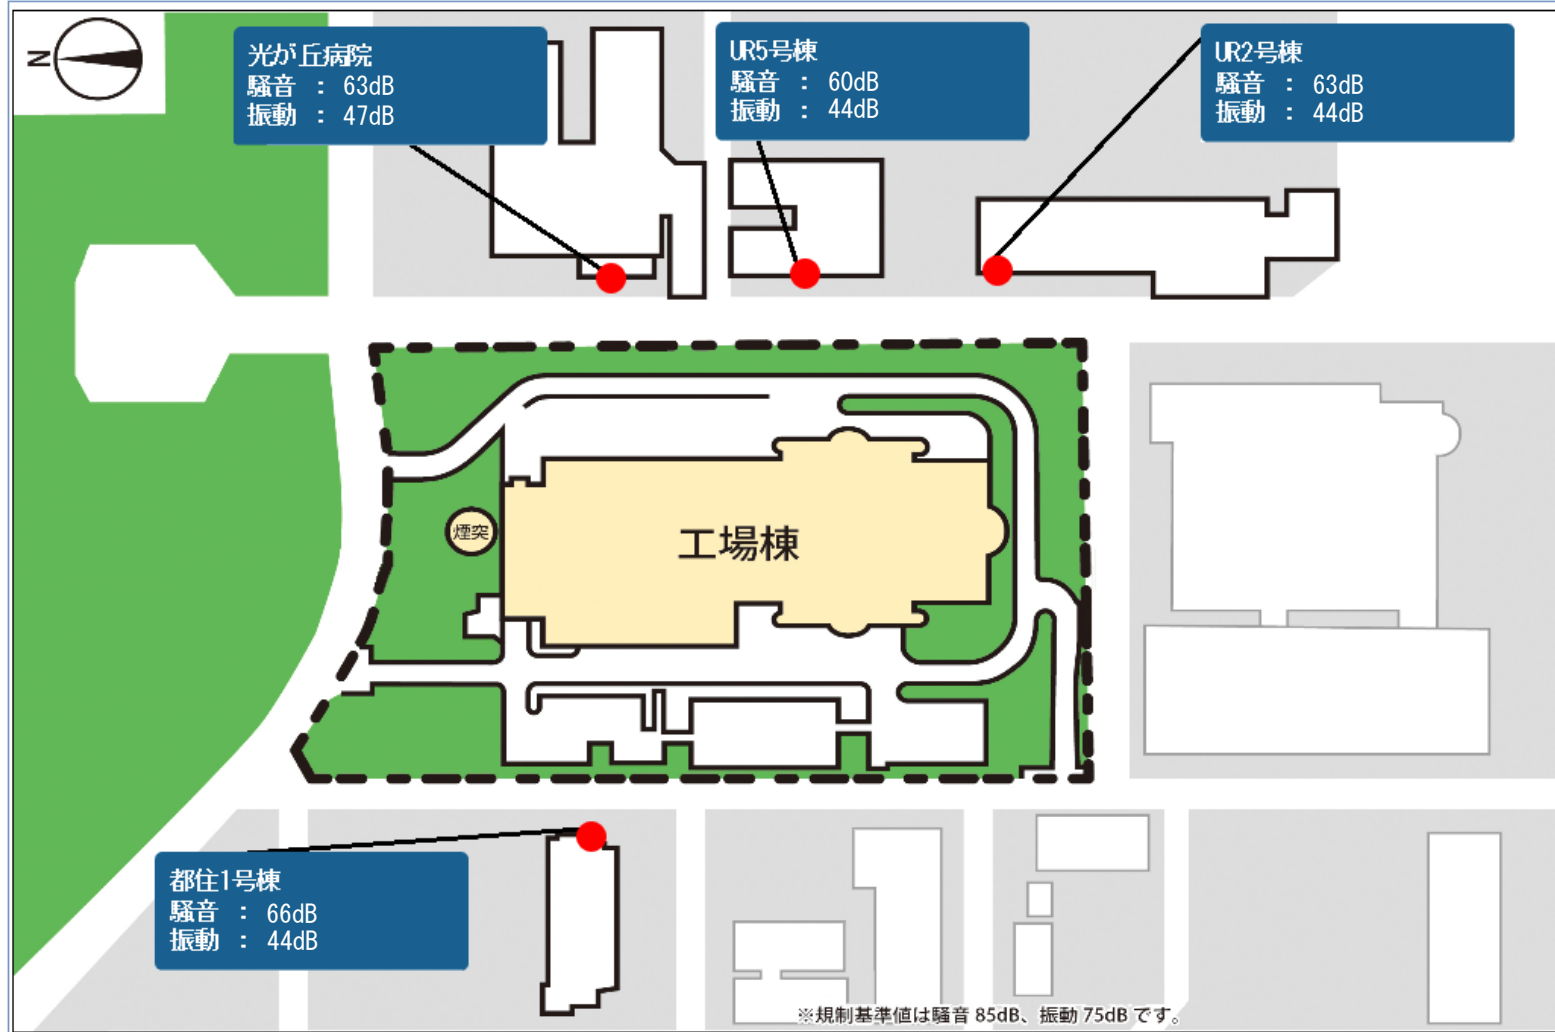 N
光が丘病院
騒音 : 63dB
振動 : 47dB
UR5号棟
騒音 : 60dB
振動 : 44dB
UR2号棟
騒音 : 63dB
振動 : 44dB
煙突
工場棟
都住1号棟
騒音 : 66dB
振動 : 44dB
※規制基準値は騒音 85dB、振動 75dB です。